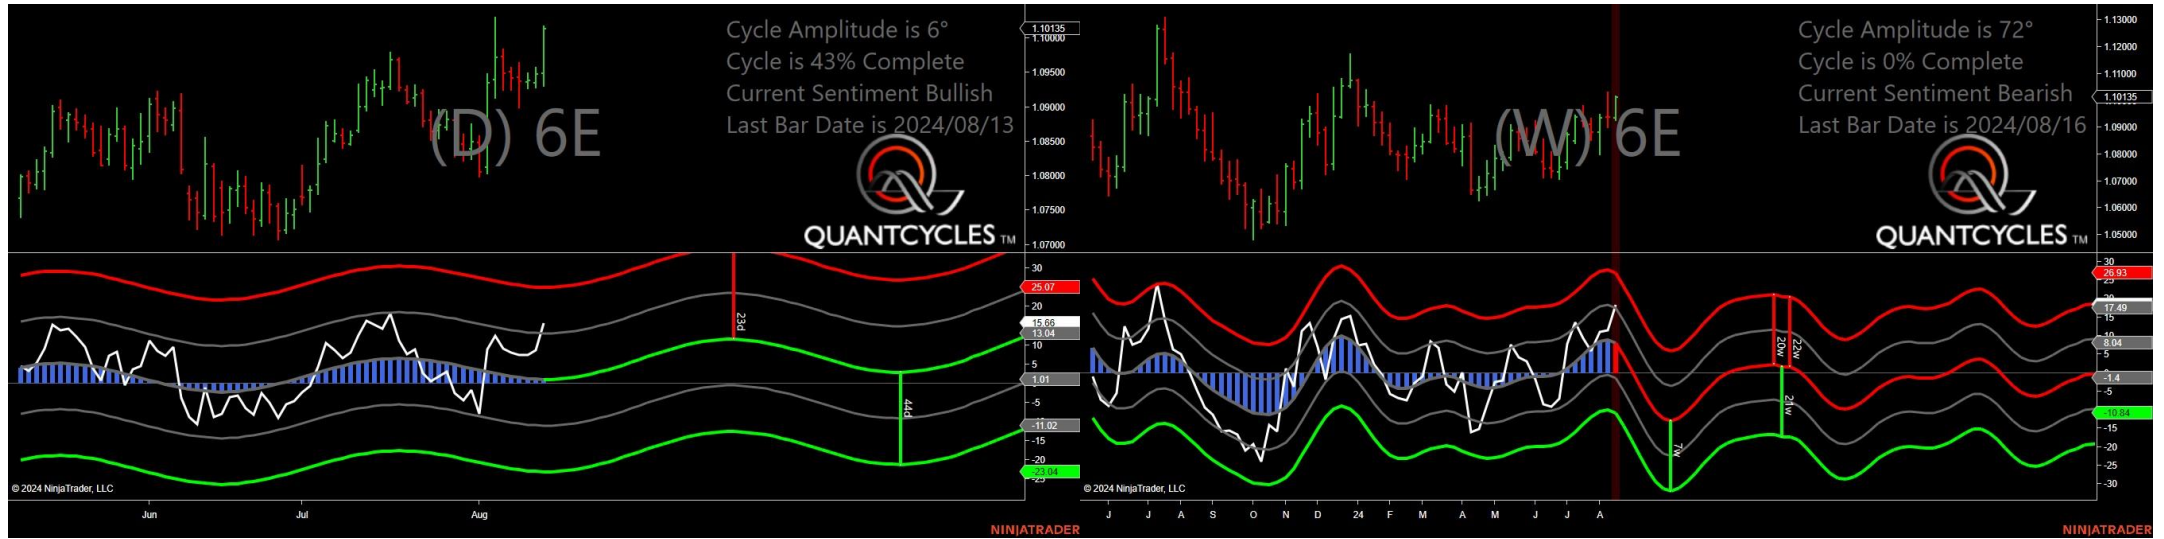 Cycle Amplitude is 6°
Cycle is 43% Complete
Current Sentiment Bullish
Last Bar Date is 2024/08/13
(D) 6E
QUANTCYCLES TM
1.10135
1.10000
1.09500
1.09000
1.08500
1.08000
1.07500
1.07000
30
25.07
20
15.66
13.04
10
5
1.01
-5
-11.02
-15
-20
-23.04
-25
23d
44d
© 2024 NinjaTrader, LLC
Jun
Jul
Aug
NINJATRADER
Cycle Amplitude is 72°
Cycle is 0% Complete
Current Sentiment Bearish
Last Bar Date is 2024/08/16
(W) 6E
QUANTCYCLES TM
1.13000
1.12000
1.11000
1.10135
1.09000
1.08000
1.07000
1.06000
1.05000
30
26.93
25
17.49
15
10
8.04
5
-1.4
-5
-10.84
-15
-20
-25
-30
7w
20w
22w
21w
© 2024 NinjaTrader, LLC
J
J
A
S
O
N
D
24
F
M
A
M
J
J
A
NINJATRADER